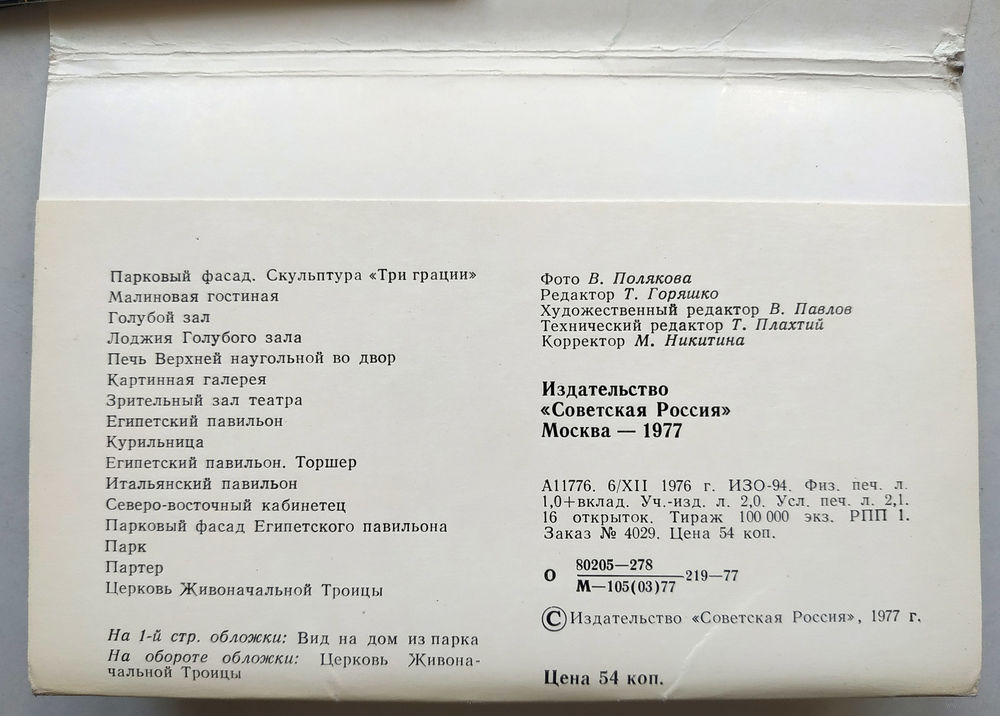 Парковый фасад. Скульптура «Три грации»
Малиновая гостиная
Голубой зал
Лоджия Голубого зала
Печь Верхней наугольной во двор
Картинная галерея
Зрительный зал театра
Египетский павильон
Курильница
Египетский павильон. Торшер
Итальянский павильон
Северо-восточный кабинетец
Парковый фасад Египетского павильона
Парк
Партер
Церковь Живоначальной Троицы
На 1-й стр. обложки: Вид на дом из парка
На обороте обложки: Церковь Живона-
чальной Троицы
Фото В. Полякова
Редактор Т. Горяшко
Художественный редактор В. Павлов
Технический редактор Т. Плахтий
Корректор М. Никитина
Издательство
«Советская Россия»
Москва — 1977
А11776. 6/XII 1976 г. ИЗО-94. Физ. печ. л.
1,0+вклад. Уч.-изд. л. 2,0. Усл. печ. л. 2,1.
16 открыток. Тираж 100 000 экз. РПП 1.
Заказ № 4029. Цена 54 коп.
80205—278
О ———219—77
М—105(03)77
© Издательство «Советская Россия», 1977 г.
Цена 54 коп.